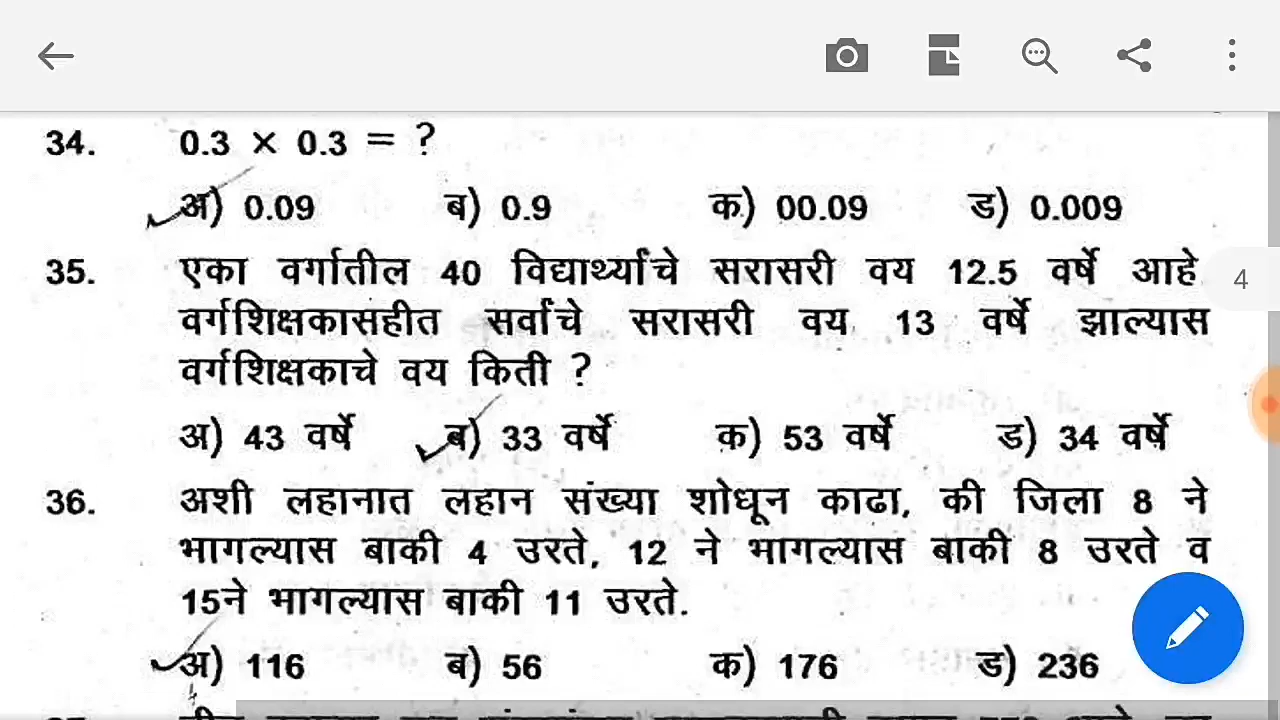 34. 0.3 × 0.3 = ?
अ) 0.09 ब) 0.9 क) 00.09 ड) 0.009
35. एका वर्गातील 40 विद्यार्थ्यांचे सरासरी वय 12.5 वर्षे आहे
4
वर्गशिक्षकासहीत सर्वांचे सरासरी वय 13 वर्षे झाल्यास
वर्गशिक्षकाचे वय किती ?
अ) 43 वर्षे ब) 33 वर्षे क) 53 वर्षे ड) 34 वर्षे
36. अशी लहानात लहान संख्या शोधून काढा, की जिला 8 ने
भागल्यास बाकी 4 उरते, 12 ने भागल्यास बाकी 8 उरते व
15ने भागल्यास बाकी 11 उरते.
अ) 116 ब) 56 क) 176 ड) 236